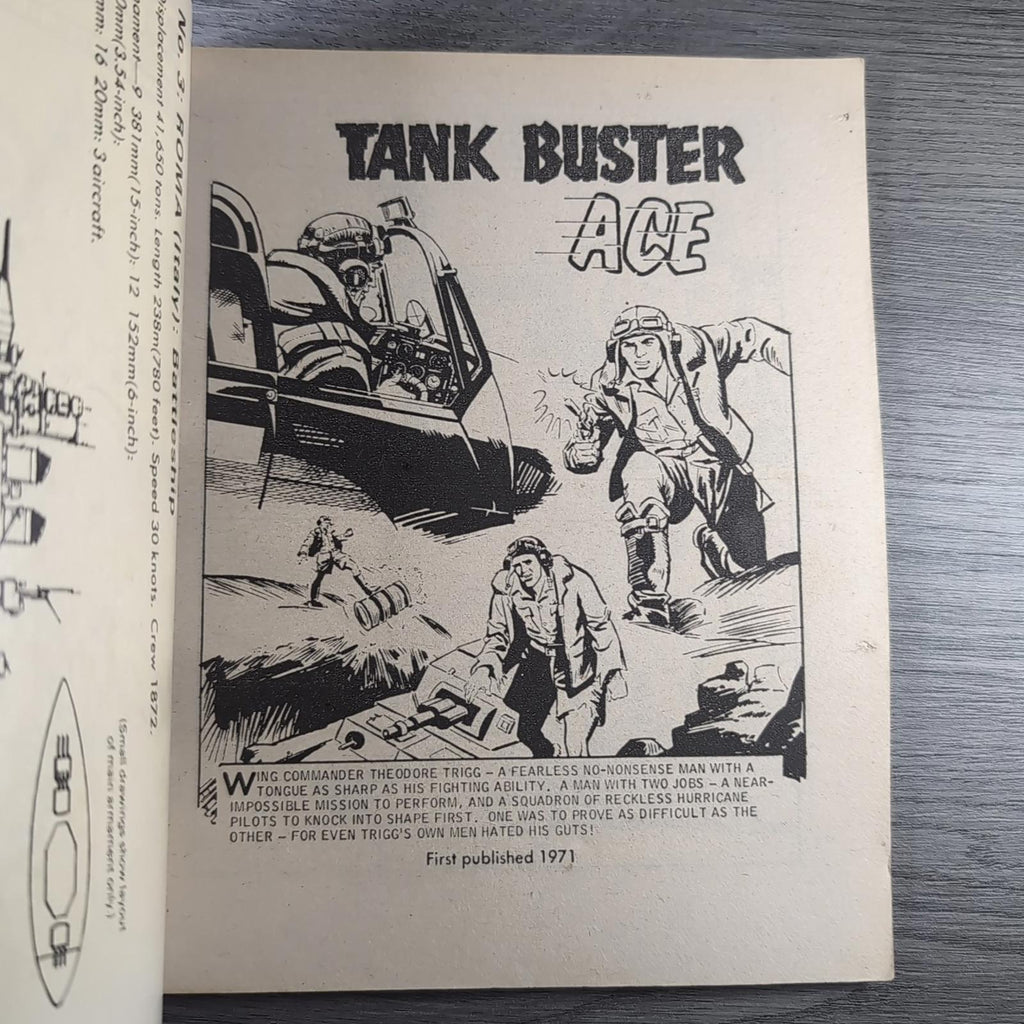 No. 3: ROMA (Italy): Battleship
isplacement 41,650 tons. Length 238m(780 feet). Speed 30 knots. Crew 1872.
nament—9 381mm(15-inch): 12 152mm(6-inch):
0mm(3.54-inch):
mm: 16 20mm: 3 aircraft.
(Small drawings show layout
of main armament only.)
TANK BUSTER
ACE
WING COMMANDER THEODORE TRIGG – A FEARLESS NO-NONSENSE MAN WITH A
TONGUE AS SHARP AS HIS FIGHTING ABILITY. A MAN WITH TWO JOBS – A NEAR-
IMPOSSIBLE MISSION TO PERFORM, AND A SQUADRON OF RECKLESS HURRICANE
PILOTS TO KNOCK INTO SHAPE FIRST. ONE WAS TO PROVE AS DIFFICULT AS THE
OTHER – FOR EVEN TRIGG'S OWN MEN HATED HIS GUTS!
First published 1971